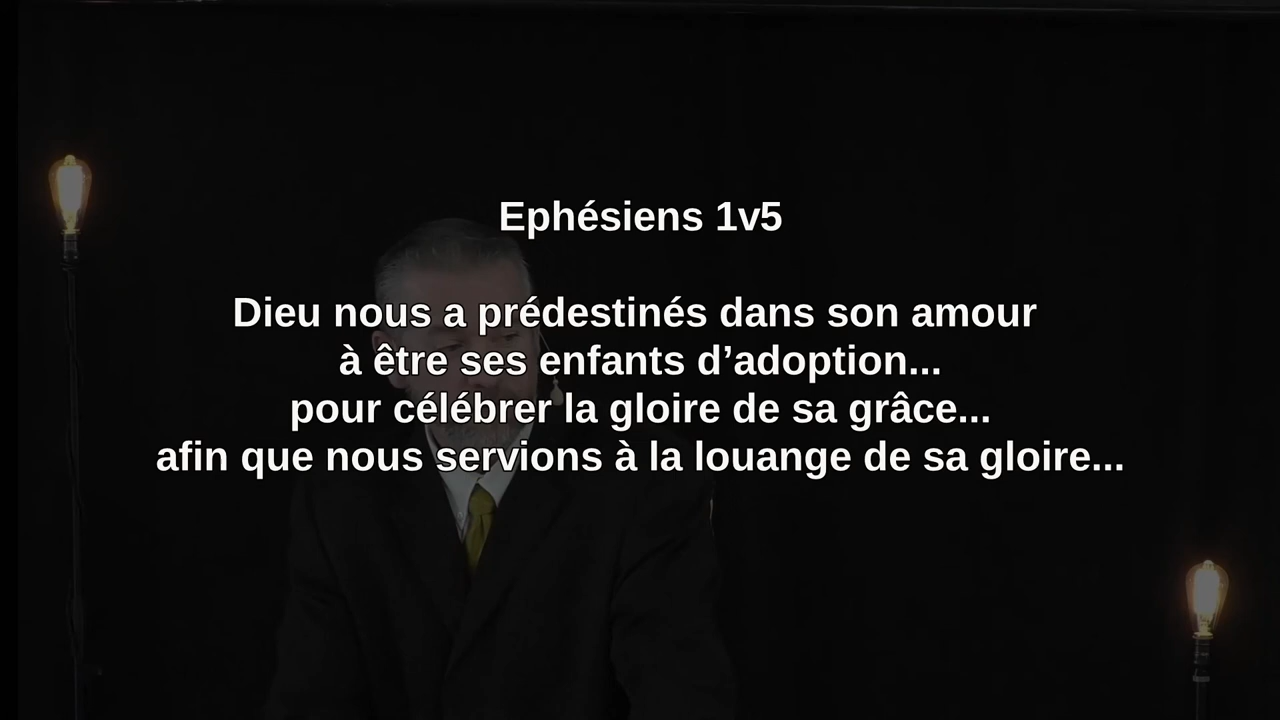 Ephésiens 1v5
Dieu nous a prédestinés dans son amour
à être ses enfants d’adoption...
pour célébrer la gloire de sa grâce...
afin que nous servions à la louange de sa gloire...